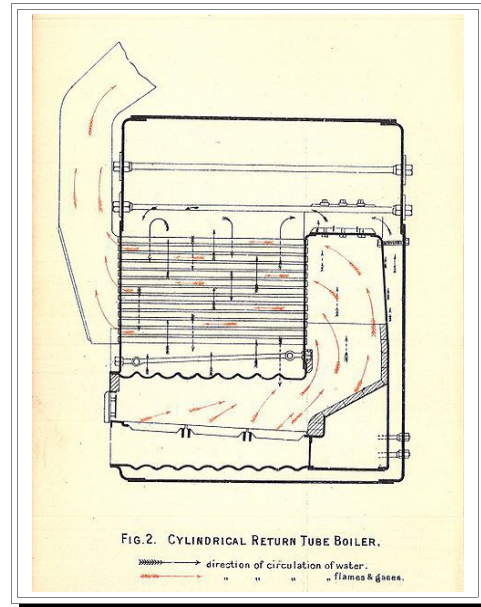 FIG.2. CYLINDRICAL RETURN TUBE BOILER.
direction of circulation of water.
" " " " flames & gases.